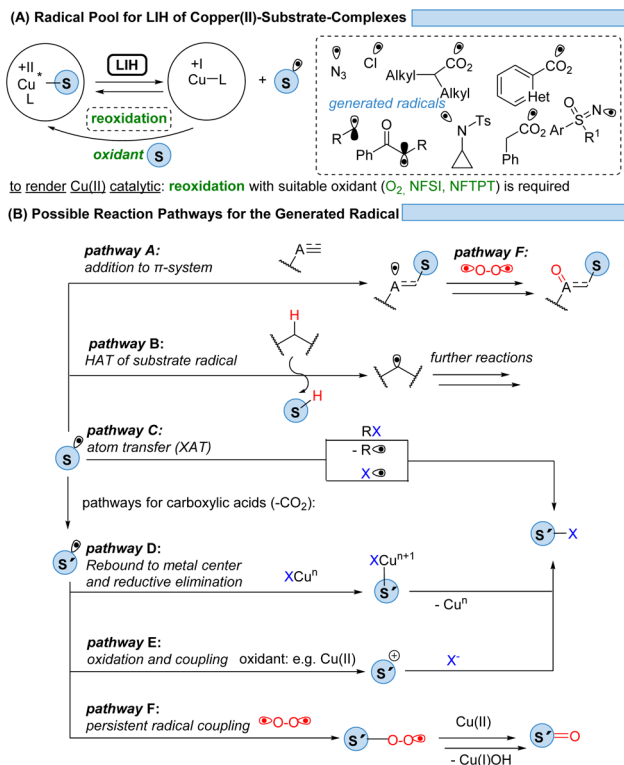 (A) Radical Pool for LIH of Copper(II)-Substrate-Complexes
+II
Cu * S
L
LIH
reoxidation
oxidant S
+I
Cu—L
+ S
N3
Cl
Alkyl
CO2
Alkyl
CO2
Het
generated radicals
R
Ph
O
R
N
Ts
CO2
Ph
O
N
S
Ar
R1
to render Cu(II) catalytic: reoxidation with suitable oxidant (O2, NFSI, NFTPT) is required
(B) Possible Reaction Pathways for the Generated Radical
pathway A:
addition to π-system
A
A
S
pathway F:
O-O
O
A
S
pathway B:
HAT of substrate radical
H
S
H
further reactions
S
pathway C:
atom transfer (XAT)
RX
- R
X
pathways for carboxylic acids (-CO2):
S′—X
S′
pathway D:
Rebound to metal center
and reductive elimination
XCun
XCun+1
S′
- Cun
pathway E:
oxidation and coupling oxidant: e.g. Cu(II)
S′ ⊕
X-
pathway F:
persistent radical coupling
O-O
S′—O-O
Cu(II)
- Cu(I)OH
S′=O